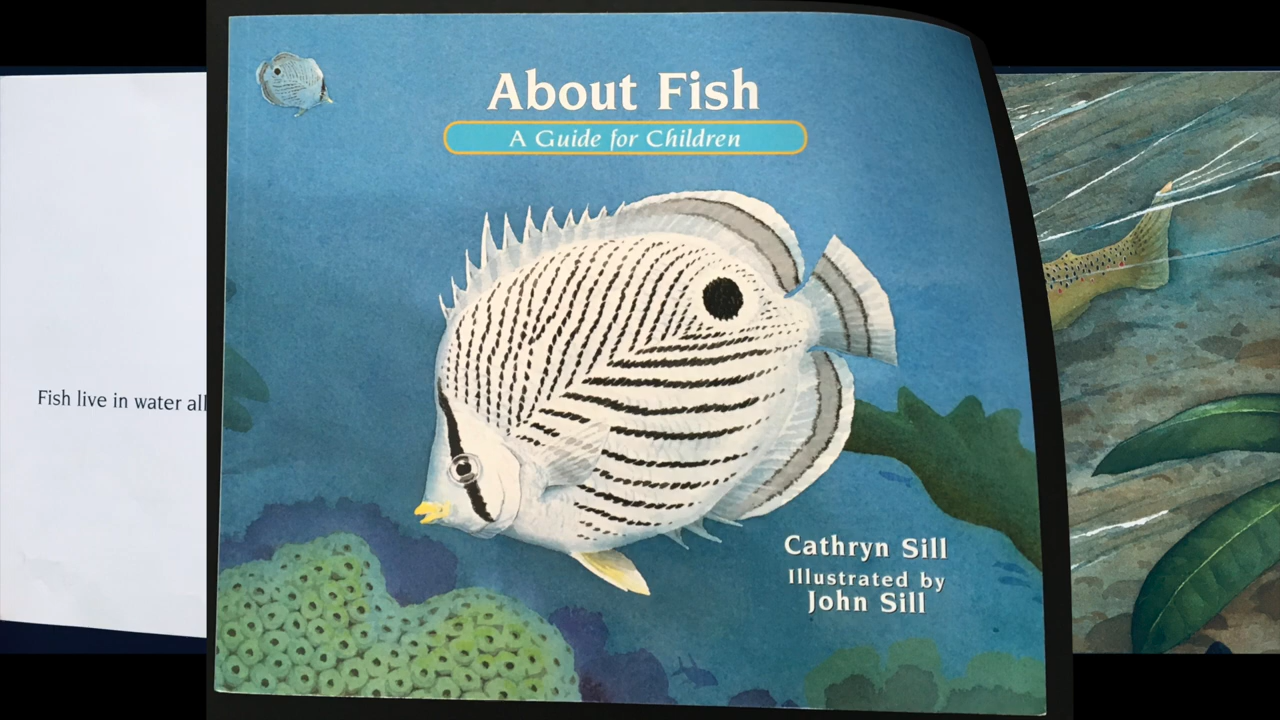 About Fish
A Guide for Children
Fish live in water all
Cathryn Sill
Illustrated by
John Sill